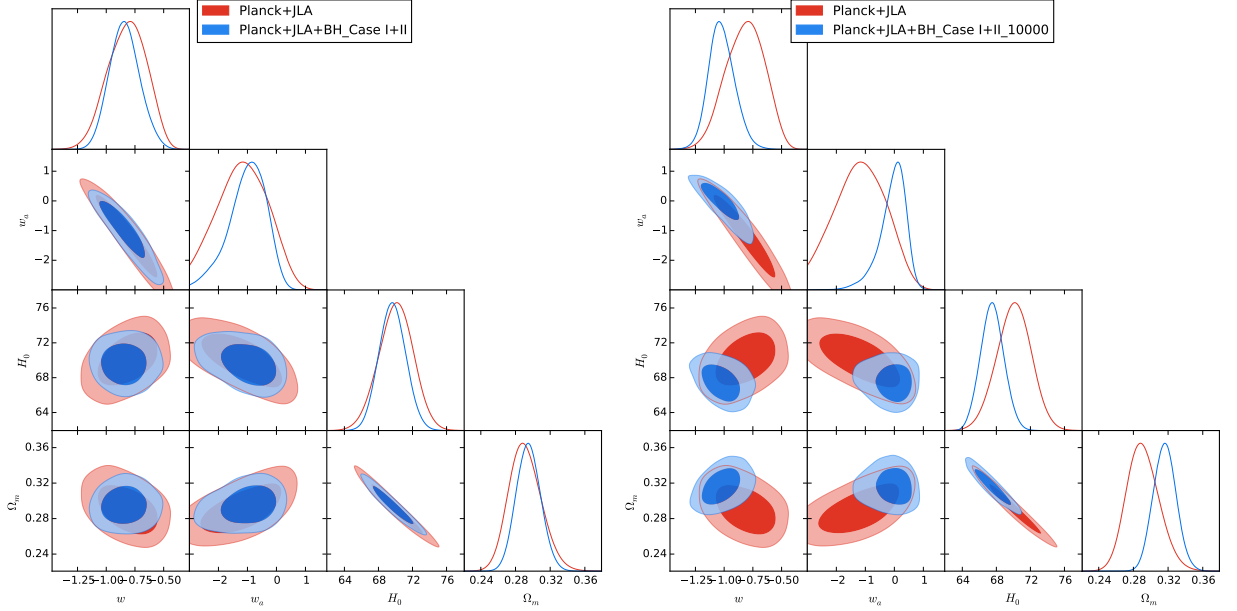 Planck+JLA
Planck+JLA+BH_Case I+II
1
0
−1
−2
w_a
76
72
68
64
H_0
0.36
0.32
0.28
0.24
Ω_m
−1.25 −1.00 −0.75 −0.50
w
−2 −1 0 1
w_a
64 68 72 76
H_0
0.24 0.28 0.32 0.36
Ω_m
Planck+JLA
Planck+JLA+BH_Case I+II_10000
1
0
−1
−2
w_a
76
72
68
64
H_0
0.36
0.32
0.28
0.24
Ω_m
−1.25 −1.00 −0.75 −0.50
w
−2 −1 0 1
w_a
64 68 72 76
H_0
0.24 0.28 0.32 0.36
Ω_m